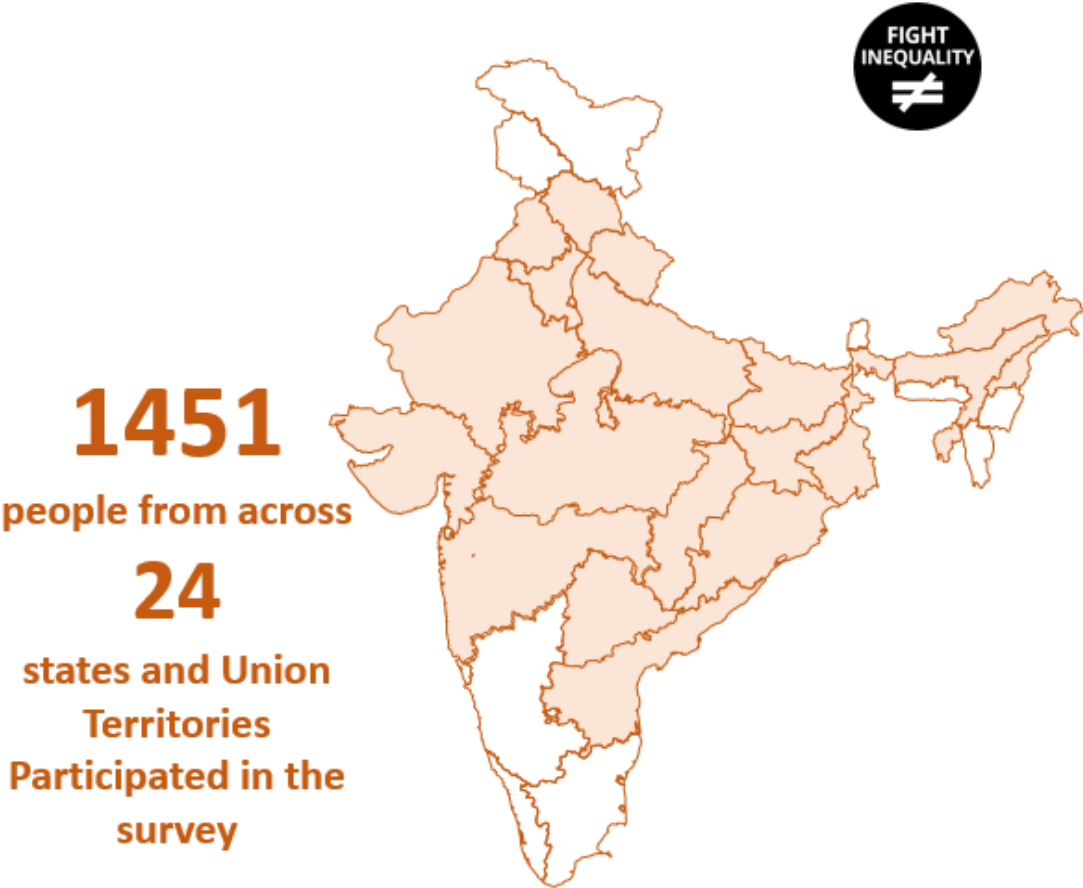 FIGHT
INEQUALITY
≠
1451
people from across
24
states and Union
Territories
Participated in the
survey